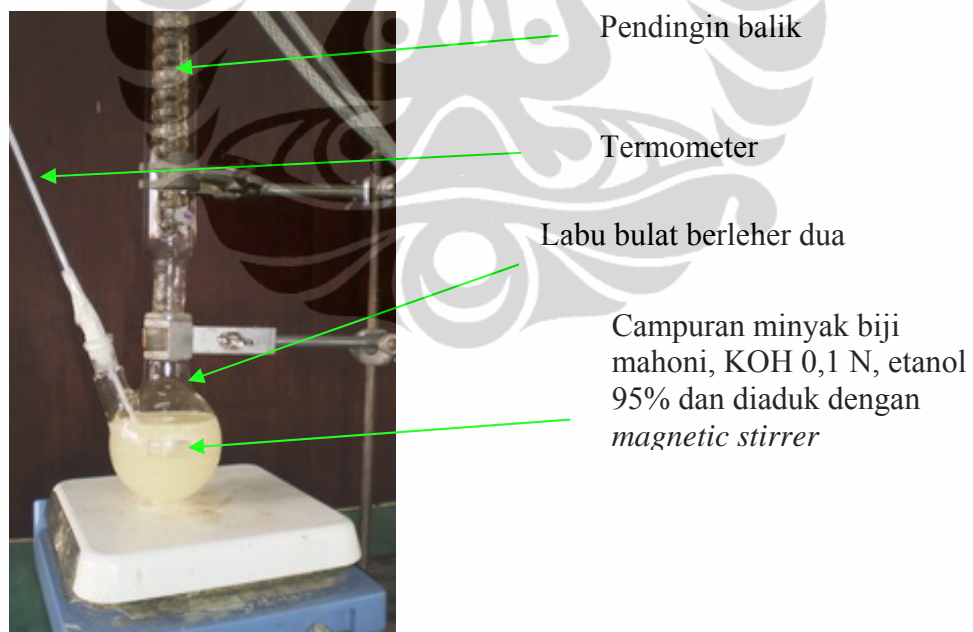 Pendingin balik
Termometer
Labu bulat berleher dua
Campuran minyak biji
mahoni, KOH 0,1 N, etanol
95% dan diaduk dengan
magnetic stirrer